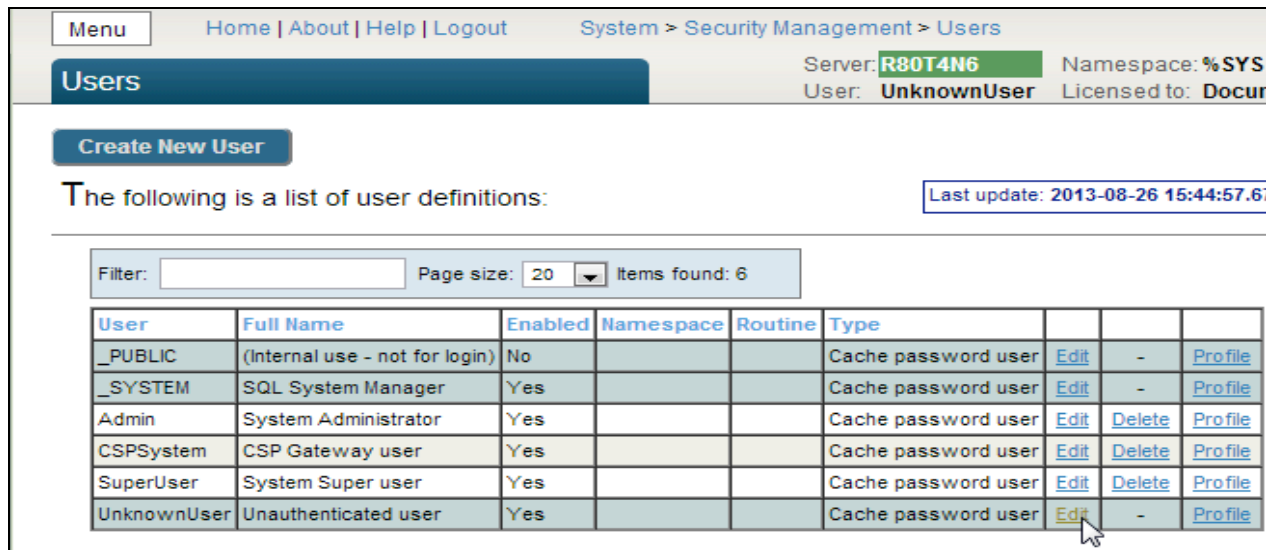 Menu Home | About | Help | Logout System > Security Management > Users
Server: R80T4N6 Namespace: %SYS
Users
User: UnknownUser Licensed to: Docur
Create New User
The following is a list of user definitions:
Last update: 2013-08-26 15:44:57.67
Filter: Page size: 20 Items found: 6
User Full Name Enabled Namespace Routine Type
_PUBLIC (Internal use - not for login) No Cache password user Edit - Profile
_SYSTEM SQL System Manager Yes Cache password user Edit - Profile
Admin System Administrator Yes Cache password user Edit Delete Profile
CSPSystem CSP Gateway user Yes Cache password user Edit Delete Profile
SuperUser System Super user Yes Cache password user Edit Delete Profile
UnknownUser Unauthenticated user Yes Cache password user Edit - Profile